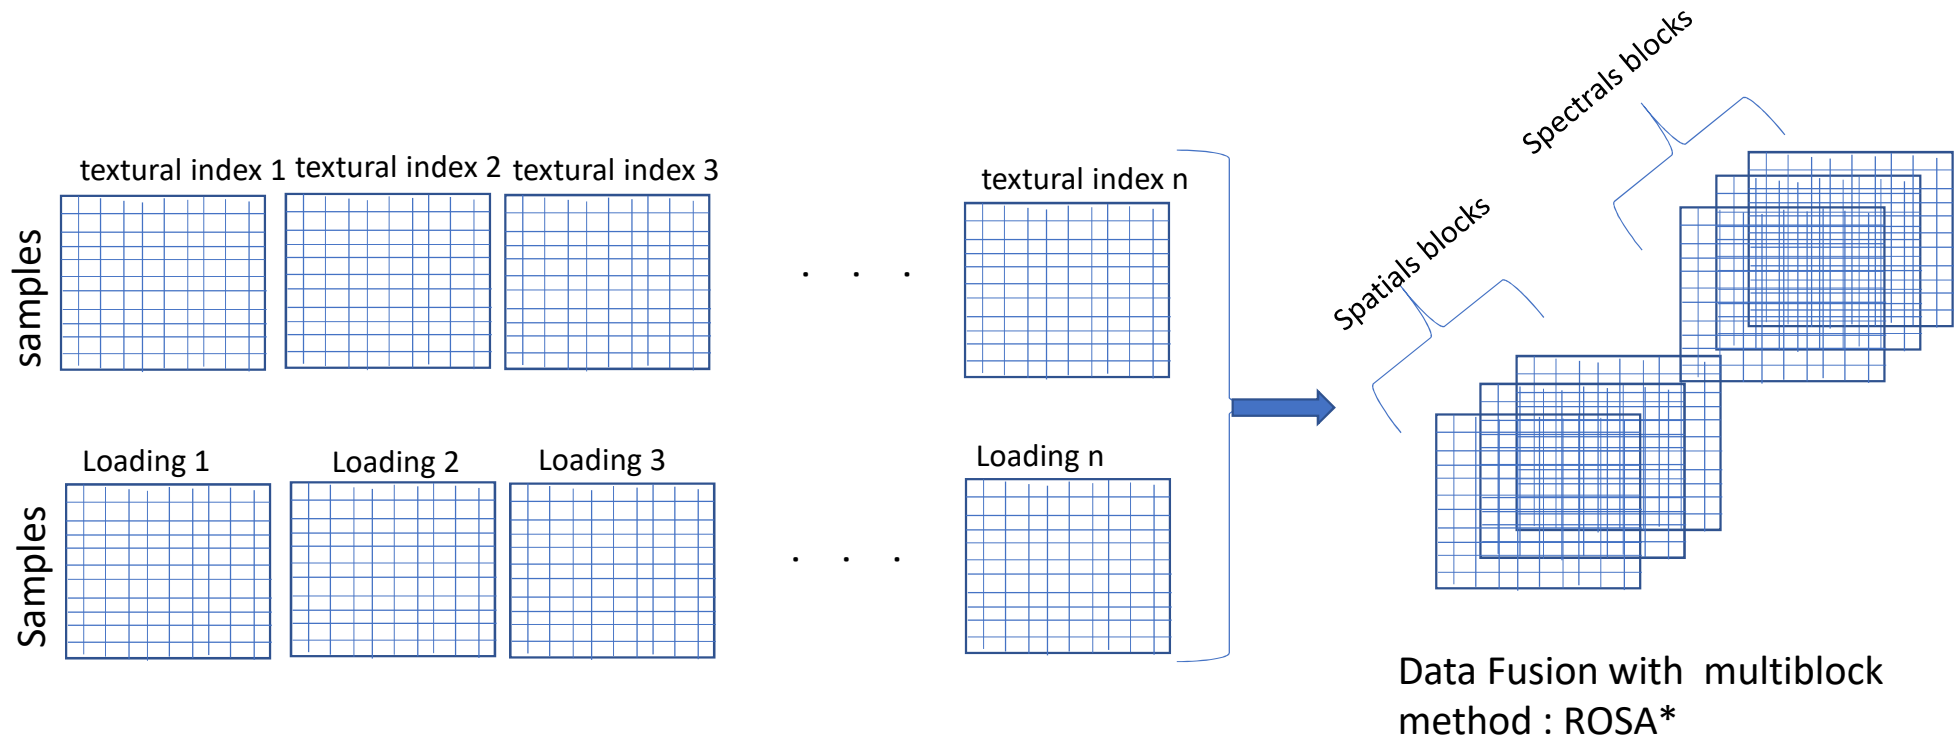 textural index 1
textural index 2
textural index 3
textural index n
samples
. . .
Loading 1
Loading 2
Loading 3
Loading n
Samples
. . .
Spatials blocks
Spectrals blocks
Data Fusion with multiblock
method : ROSA*